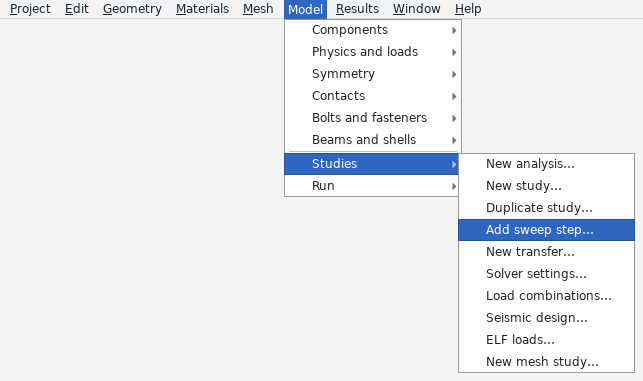 Project Edit Geometry Materials Mesh Model Results Window Help
Components
Physics and loads
Symmetry
Contacts
Bolts and fasteners
Beams and shells
Studies
Run
New analysis...
New study...
Duplicate study...
Add sweep step...
New transfer...
Solver settings...
Load combinations...
Seismic design...
ELF loads...
New mesh study...